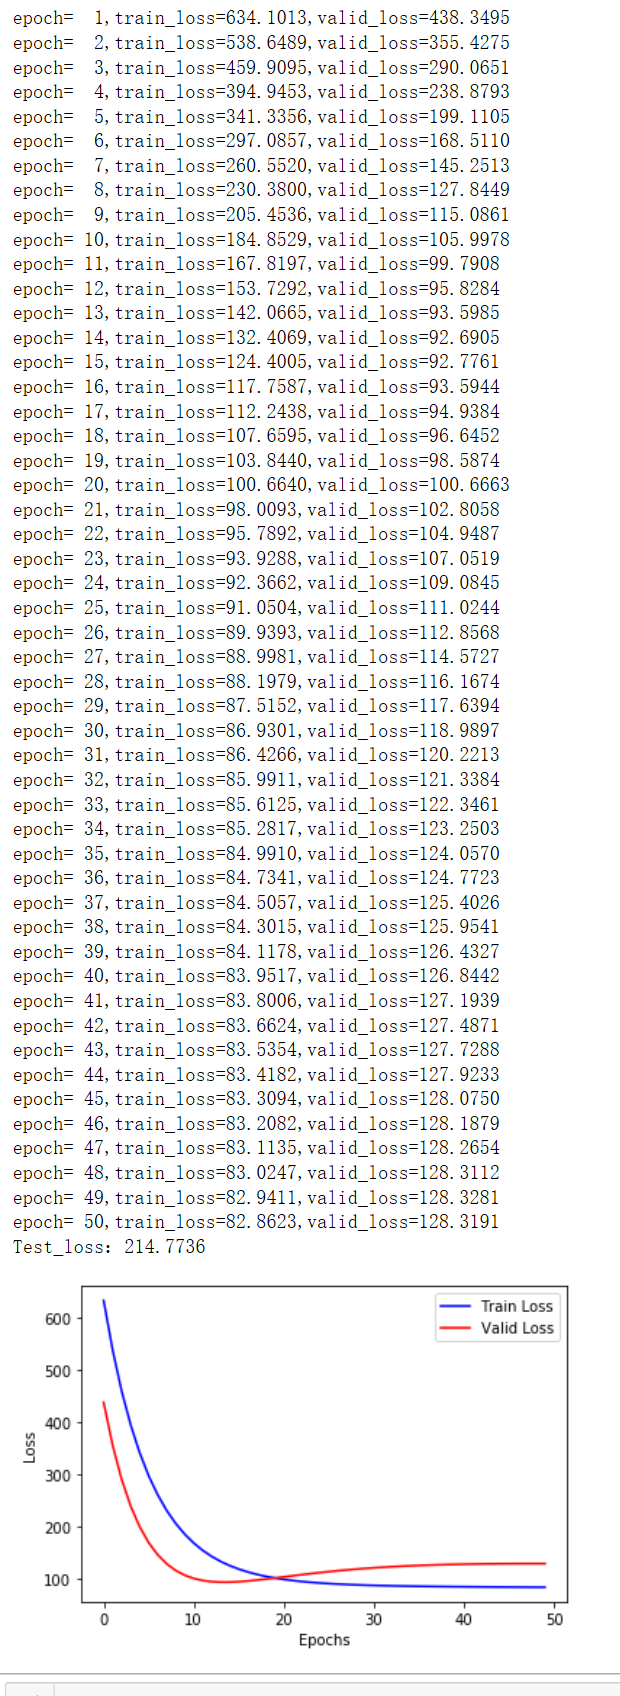 epoch=  1,train_loss=634.1013,valid_loss=438.3495
epoch=  2,train_loss=538.6489,valid_loss=355.4275
epoch=  3,train_loss=459.9095,valid_loss=290.0651
epoch=  4,train_loss=394.9453,valid_loss=238.8793
epoch=  5,train_loss=341.3356,valid_loss=199.1105
epoch=  6,train_loss=297.0857,valid_loss=168.5110
epoch=  7,train_loss=260.5520,valid_loss=145.2513
epoch=  8,train_loss=230.3800,valid_loss=127.8449
epoch=  9,train_loss=205.4536,valid_loss=115.0861
epoch= 10,train_loss=184.8529,valid_loss=105.9978
epoch= 11,train_loss=167.8197,valid_loss=99.7908
epoch= 12,train_loss=153.7292,valid_loss=95.8284
epoch= 13,train_loss=142.0665,valid_loss=93.5985
epoch= 14,train_loss=132.4069,valid_loss=92.6905
epoch= 15,train_loss=124.4005,valid_loss=92.7761
epoch= 16,train_loss=117.7587,valid_loss=93.5944
epoch= 17,train_loss=112.2438,valid_loss=94.9384
epoch= 18,train_loss=107.6595,valid_loss=96.6452
epoch= 19,train_loss=103.8440,valid_loss=98.5874
epoch= 20,train_loss=100.6640,valid_loss=100.6663
epoch= 21,train_loss=98.0093,valid_loss=102.8058
epoch= 22,train_loss=95.7892,valid_loss=104.9487
epoch= 23,train_loss=93.9288,valid_loss=107.0519
epoch= 24,train_loss=92.3662,valid_loss=109.0845
epoch= 25,train_loss=91.0504,valid_loss=111.0244
epoch= 26,train_loss=89.9393,valid_loss=112.8568
epoch= 27,train_loss=88.9981,valid_loss=114.5727
epoch= 28,train_loss=88.1979,valid_loss=116.1674
epoch= 29,train_loss=87.5152,valid_loss=117.6394
epoch= 30,train_loss=86.9301,valid_loss=118.9897
epoch= 31,train_loss=86.4266,valid_loss=120.2213
epoch= 32,train_loss=85.9911,valid_loss=121.3384
epoch= 33,train_loss=85.6125,valid_loss=122.3461
epoch= 34,train_loss=85.2817,valid_loss=123.2503
epoch= 35,train_loss=84.9910,valid_loss=124.0570
epoch= 36,train_loss=84.7341,valid_loss=124.7723
epoch= 37,train_loss=84.5057,valid_loss=125.4026
epoch= 38,train_loss=84.3015,valid_loss=125.9541
epoch= 39,train_loss=84.1178,valid_loss=126.4327
epoch= 40,train_loss=83.9517,valid_loss=126.8442
epoch= 41,train_loss=83.8006,valid_loss=127.1939
epoch= 42,train_loss=83.6624,valid_loss=127.4871
epoch= 43,train_loss=83.5354,valid_loss=127.7288
epoch= 44,train_loss=83.4182,valid_loss=127.9233
epoch= 45,train_loss=83.3094,valid_loss=128.0750
epoch= 46,train_loss=83.2082,valid_loss=128.1879
epoch= 47,train_loss=83.1135,valid_loss=128.2654
epoch= 48,train_loss=83.0247,valid_loss=128.3112
epoch= 49,train_loss=82.9411,valid_loss=128.3281
epoch= 50,train_loss=82.8623,valid_loss=128.3191
Test_loss: 214.7736
Train Loss
Valid Loss
600
500
400
300
200
100
Loss
0 10 20 30 40 50
Epochs